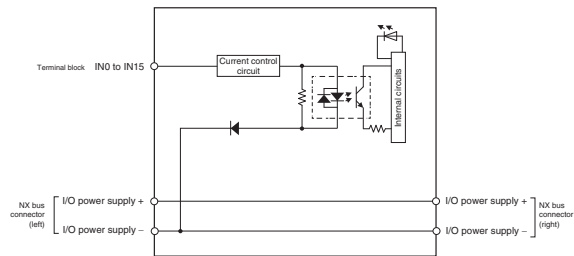 Terminal block IN0 to IN15
Current control
circuit
Internal circuits
NX bus
connector
(left)
I/O power supply +
I/O power supply −
I/O power supply +
I/O power supply −
NX bus
connector
(right)